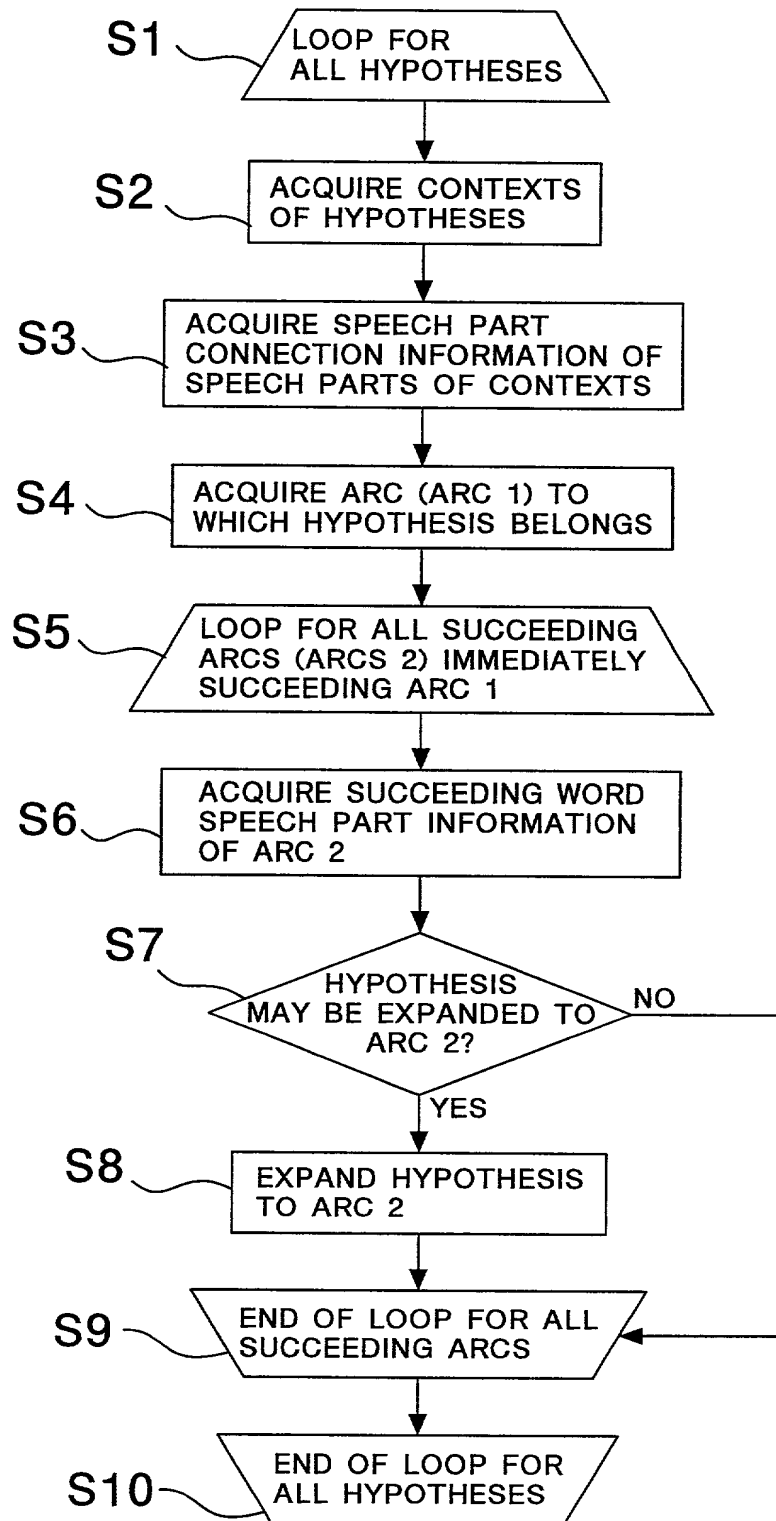 S1
LOOP FOR
ALL HYPOTHESES
S2
ACQUIRE CONTEXTS
OF HYPOTHESES
S3
ACQUIRE SPEECH PART
CONNECTION INFORMATION OF
SPEECH PARTS OF CONTEXTS
S4
ACQUIRE ARC (ARC 1) TO
WHICH HYPOTHESIS BELONGS
S5
LOOP FOR ALL SUCCEEDING
ARCS (ARCS 2) IMMEDIATELY
SUCCEEDING ARC 1
S6
ACQUIRE SUCCEEDING WORD
SPEECH PART INFORMATION
OF ARC 2
S7
HYPOTHESIS
MAY BE EXPANDED TO
ARC 2?
NO
YES
S8
EXPAND HYPOTHESIS
TO ARC 2
S9
END OF LOOP FOR ALL
SUCCEEDING ARCS
S10
END OF LOOP FOR
ALL HYPOTHESES